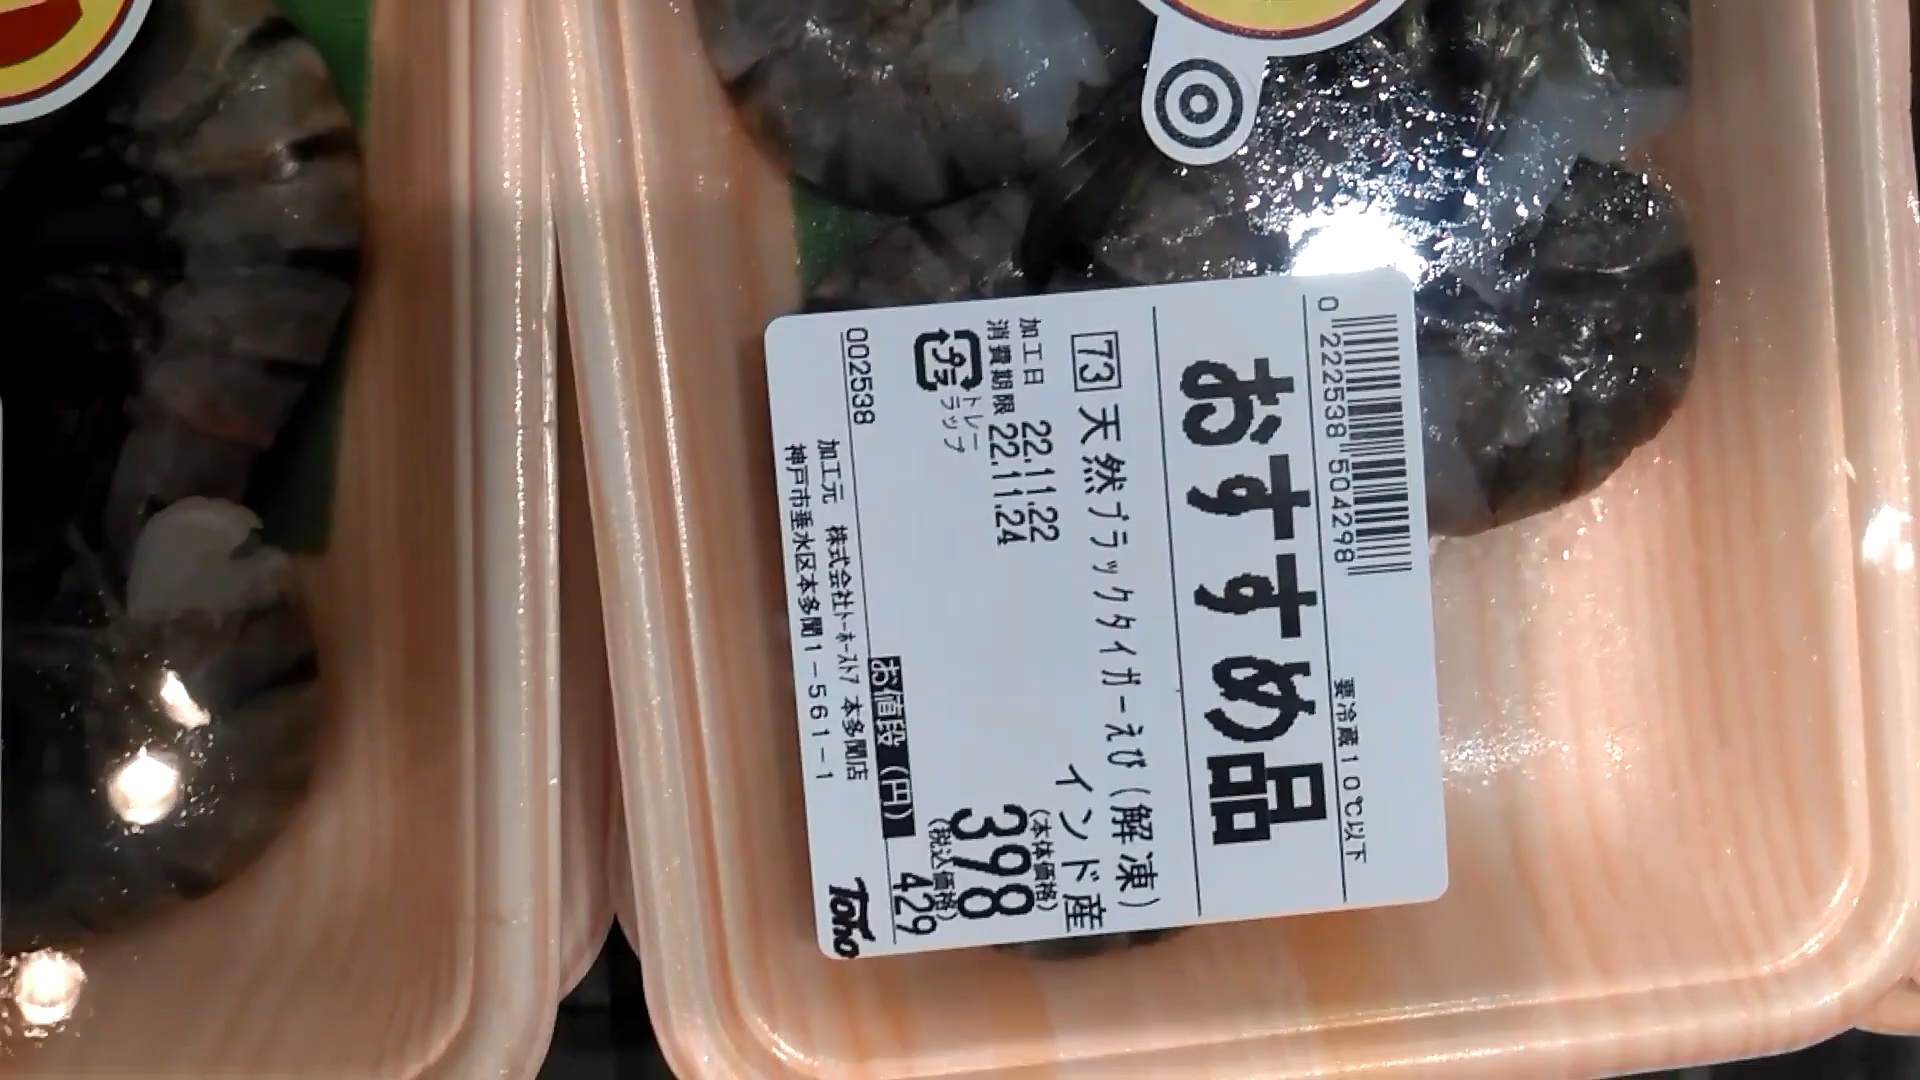 0 222538 504298
要冷蔵10℃以下
おすすめ品
73 天然ブラックタイガーえび(解凍)
インド産
加工日 22.11.22
消費期限 22.11.24
プラ トレー
ラップ
(本体価格)
398
(税込価格)
お値段(円) 429
002538
加工元 株式会社トーホーストア 本多聞店
神戸市垂水区本多聞1-561-1
ToHo